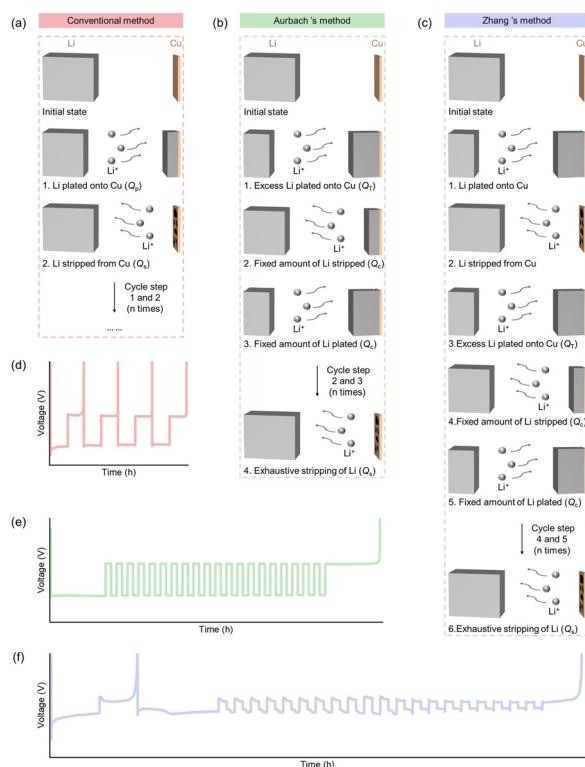 (a)
Conventional method
Li
Cu
Initial state
Li⁺
1. Li plated onto Cu (Qp)
Li⁺
2. Li stripped from Cu (Qs)
Cycle step
1 and 2
(n times)
... ...
(b)
Aurbach 's method
Li
Cu
Initial state
Li⁺
1. Excess Li plated onto Cu (QT)
Li⁺
2. Fixed amount of Li stripped (Qc)
Li⁺
3. Fixed amount of Li plated (Qc)
Cycle step
2 and 3
(n times)
Li⁺
4. Exhaustive stripping of Li (Qs)
(c)
Zhang 's method
Li
Cu
Initial state
Li⁺
1. Li plated onto Cu
Li⁺
2. Li stripped from Cu
Li⁺
3.Excess Li plated onto Cu (QT)
Li⁺
4.Fixed amount of Li stripped (Qc)
Li⁺
5. Fixed amount of Li plated (Qc)
Cycle step
4 and 5
(n times)
Li⁺
6.Exhaustive stripping of Li (Qs)
(d)
Voltage (V)
Time (h)
(e)
Voltage (V)
Time (h)
(f)
Voltage (V)
Time (h)